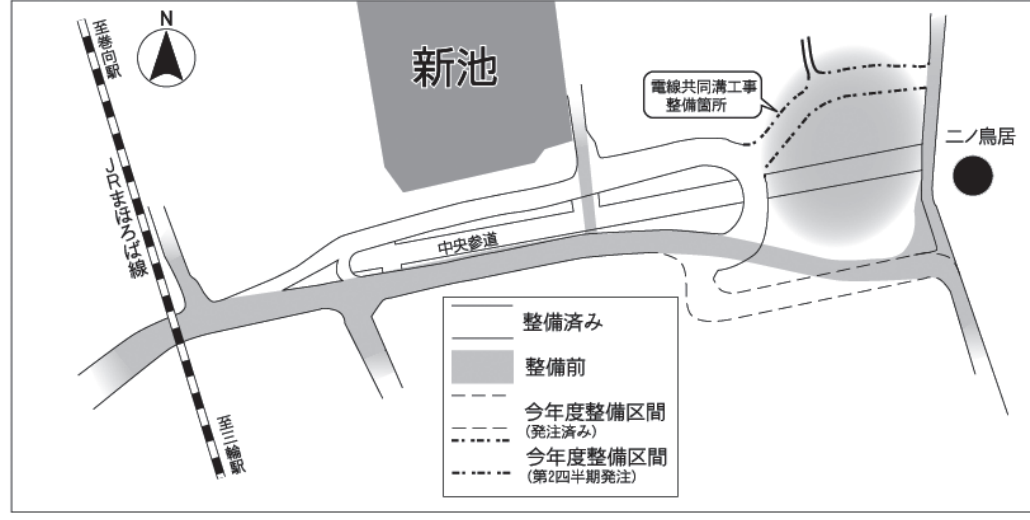 至巻向駅
N
新池
電線共同溝工事
整備箇所
二ノ鳥居
JRまほろば線
中央参道
整備済み
整備前
今年度整備区間
(発注済み)
今年度整備区間
(第2四半期発注)
至三輪駅